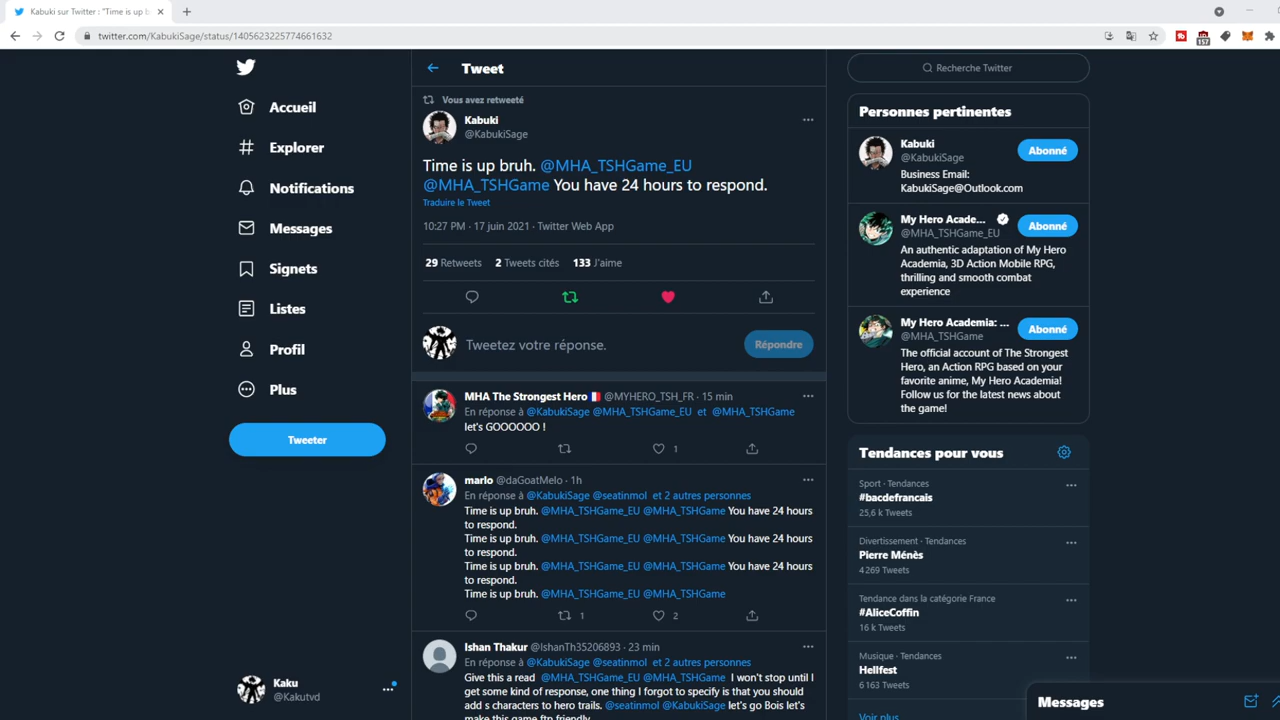 Kabuki sur Twitter : "Time is up b
twitter.com/KabukiSage/status/1405623225774661632
157
Accueil
Explorer
Notifications
Messages
Signets
Listes
Profil
Plus
Tweeter
Kaku
@Kakutvd
Tweet
Vous avez retweeté
Kabuki
@KabukiSage
Time is up bruh. @MHA_TSHGame_EU
@MHA_TSHGame You have 24 hours to respond.
Traduire le Tweet
10:27 PM · 17 juin 2021 · Twitter Web App
29 Retweets 2 Tweets cités 133 J'aime
Tweetez votre réponse.
Répondre
MHA The Strongest Hero @MYHERO_TSH_FR · 15 min
En réponse à @KabukiSage @MHA_TSHGame_EU et @MHA_TSHGame
let's GOOOOOO !
1
marlo @daGoatMelo · 1h
En réponse à @KabukiSage @seatinmol et 2 autres personnes
Time is up bruh. @MHA_TSHGame_EU @MHA_TSHGame You have 24 hours
to respond.
Time is up bruh. @MHA_TSHGame_EU @MHA_TSHGame You have 24 hours
to respond.
Time is up bruh. @MHA_TSHGame_EU @MHA_TSHGame You have 24 hours
to respond.
Time is up bruh. @MHA_TSHGame_EU @MHA_TSHGame
1 2
Ishan Thakur @IshanTh35206893 · 23 min
En réponse à @KabukiSage @seatinmol et 2 autres personnes
Give this a read @MHA_TSHGame_EU @MHA_TSHGame I won't stop until I
get some kind of response, one thing I forgot to specify is that you should
add s characters to hero trails. @seatinmol @KabukiSage let's go Bois let's
make this game ftp friendly
Recherche Twitter
Personnes pertinentes
Kabuki
@KabukiSage
Abonné
Business Email:
KabukiSage@Outlook.com
My Hero Acade...
@MHA_TSHGame_EU
Abonné
An authentic adaptation of My Hero
Academia, 3D Action Mobile RPG,
thrilling and smooth combat
experience
My Hero Academia: ...
@MHA_TSHGame
Abonné
The official account of The Strongest
Hero, an Action RPG based on your
favorite anime, My Hero Academia!
Follow us for the latest news about
the game!
Tendances pour vous
Sport · Tendances
#bacdefrancais
25,6 k Tweets
Divertissement · Tendances
Pierre Ménès
4 269 Tweets
Tendance dans la catégorie France
#AliceCoffin
16 k Tweets
Musique · Tendances
Hellfest
6 163 Tweets
Voir plus
Messages